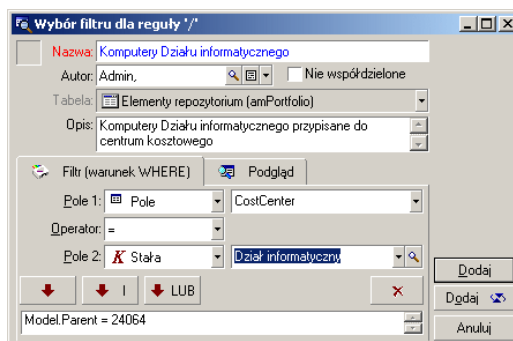 Wybór filtru dla reguły '/'
Nazwa: Komputery Działu informatycznego
Autor: Admin, Nie współdzielone
Tabela: Elementy repozytorium (amPortfolio)
Opis: Komputery Działu informatycznego przypisane do
centrum kosztowego
Filtr (warunek WHERE) Podgląd
Pole 1: Pole CostCenter
Operator: =
Pole 2: K Stała Dział informatyczny
Dodaj
I LUB
Dodaj
Model.Parent = 24064
Anuluj